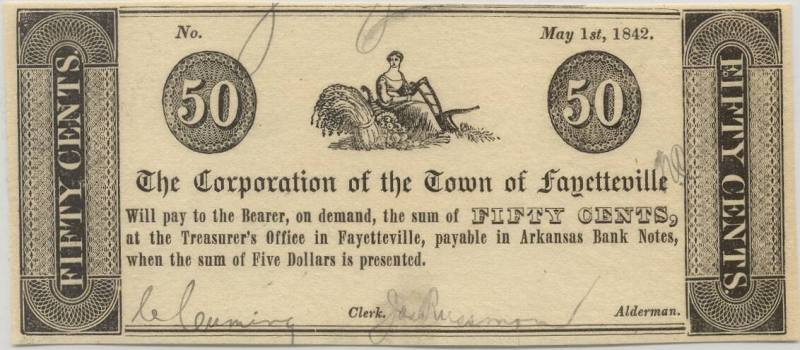 No. May 1st, 1842.
FIFTY CENTS.
50
50
FIFTY CENTS.
The Corporation of the Town of Fayetteville
Will pay to the Bearer, on demand, the sum of FIFTY CENTS,
at the Treasurer's Office in Fayetteville, payable in Arkansas Bank Notes,
when the sum of Five Dollars is presented.
Clerk. Alderman.